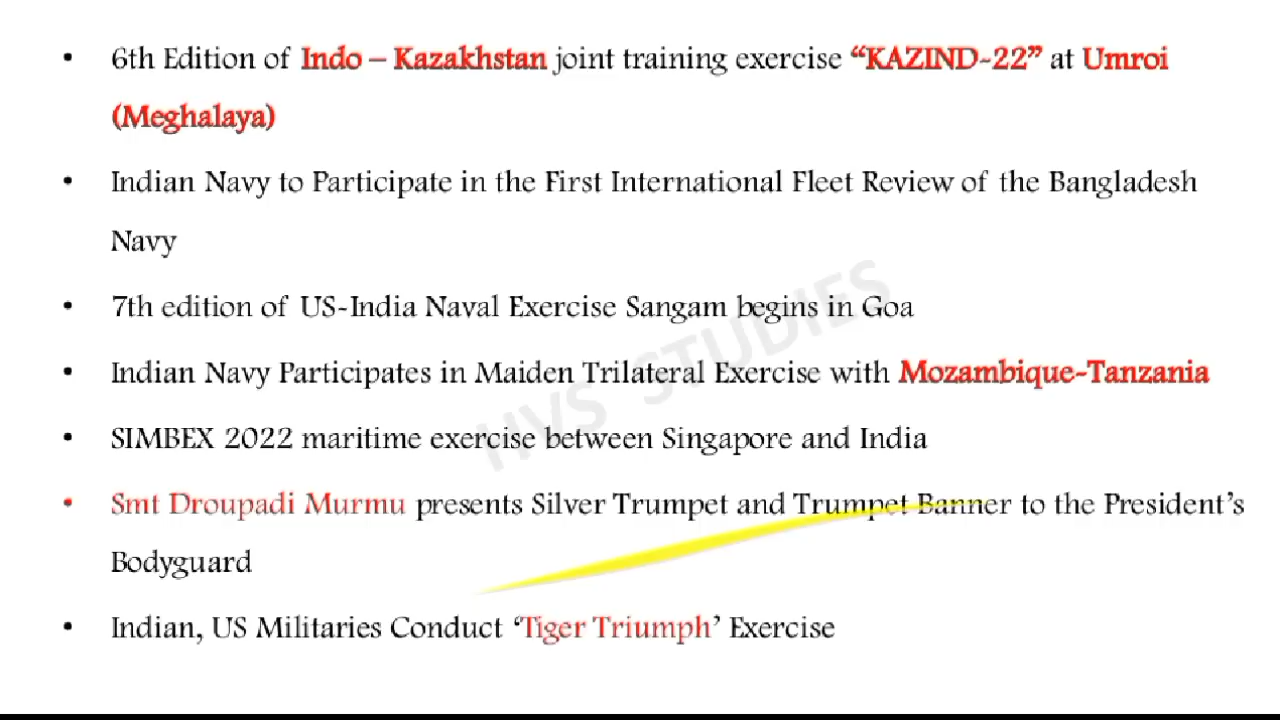 • 6th Edition of Indo – Kazakhstan joint training exercise “KAZIND-22” at Umroi
(Meghalaya)
• Indian Navy to Participate in the First International Fleet Review of the Bangladesh
Navy
• 7th edition of US-India Naval Exercise Sangam begins in Goa
• Indian Navy Participates in Maiden Trilateral Exercise with Mozambique-Tanzania
• SIMBEX 2022 maritime exercise between Singapore and India
• Smt Droupadi Murmu presents Silver Trumpet and Trumpet Banner to the President’s
Bodyguard
• Indian, US Militaries Conduct ‘Tiger Triumph’ Exercise
HVS STUDIES